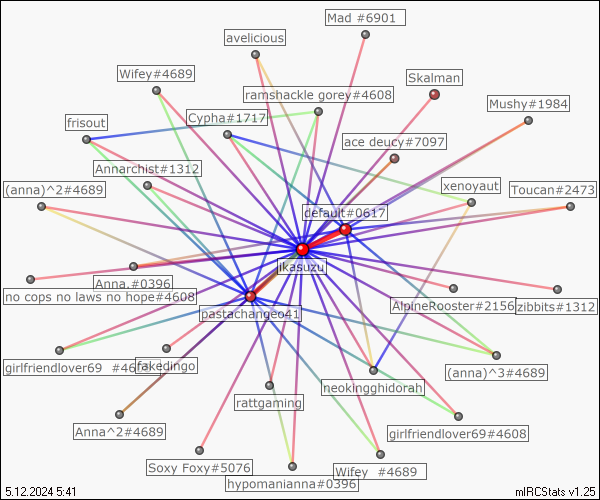 Mad #6901
avelicious
Wifey#4689
Skalman
ramshackle gorey#4608
Mushy#1984
Cypha#1717
frisout
ace deucy#7097
Annarchist#1312
xenoyaut
(anna)^2#4689
Toucan#2473
default#0617
ikasuzu
Anna.#0396
no cops no laws no hope#4608
AlpineRooster#2156
zibbits#1312
pastachangeo41
girlfriendlover69
fakedingo
(anna)^3#4689
neokingghidorah
rattgaming
Anna^2#4689
girlfriendlover69#4608
Soxy Foxy#5076
Wifey #4689
hypomanianna#0396
5.12.2024 5:41
mIRCStats v1.25